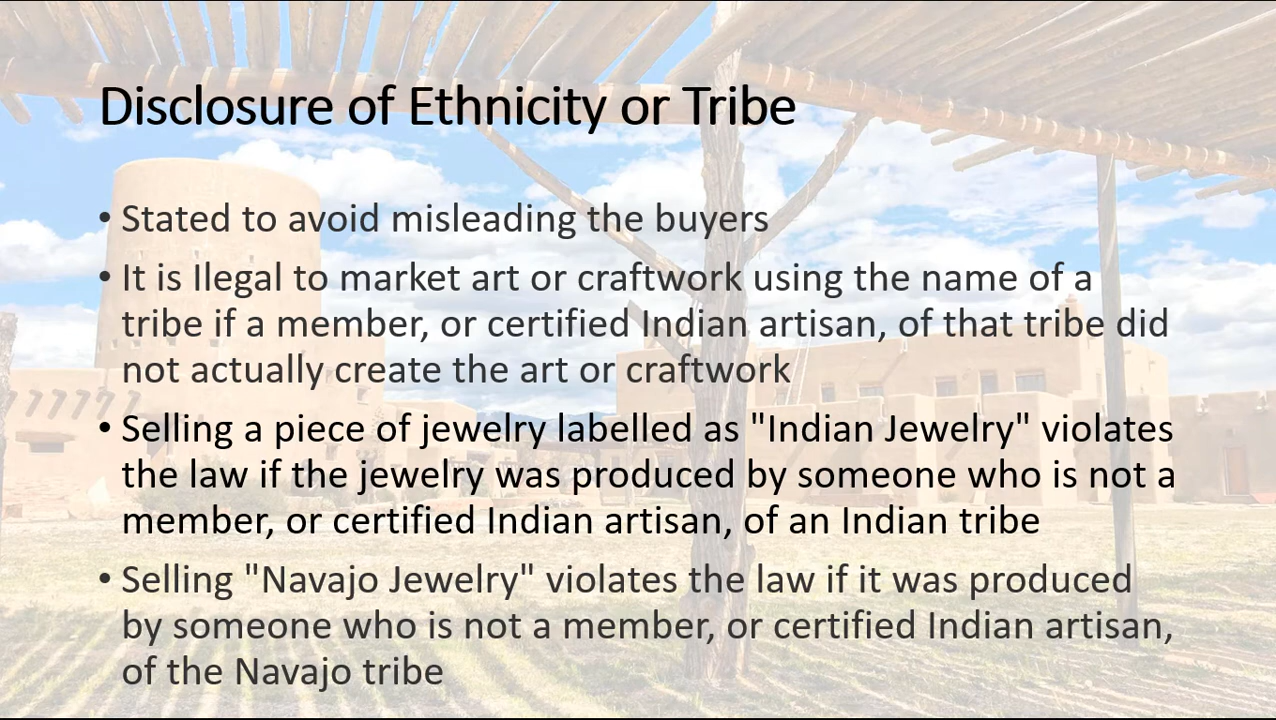 Disclosure of Ethnicity or Tribe
• Stated to avoid misleading the buyers
• It is Ilegal to market art or craftwork using the name of a
tribe if a member, or certified Indian artisan, of that tribe did
not actually create the art or craftwork
• Selling a piece of jewelry labelled as "Indian Jewelry" violates
the law if the jewelry was produced by someone who is not a
member, or certified Indian artisan, of an Indian tribe
• Selling "Navajo Jewelry" violates the law if it was produced
by someone who is not a member, or certified Indian artisan,
of the Navajo tribe